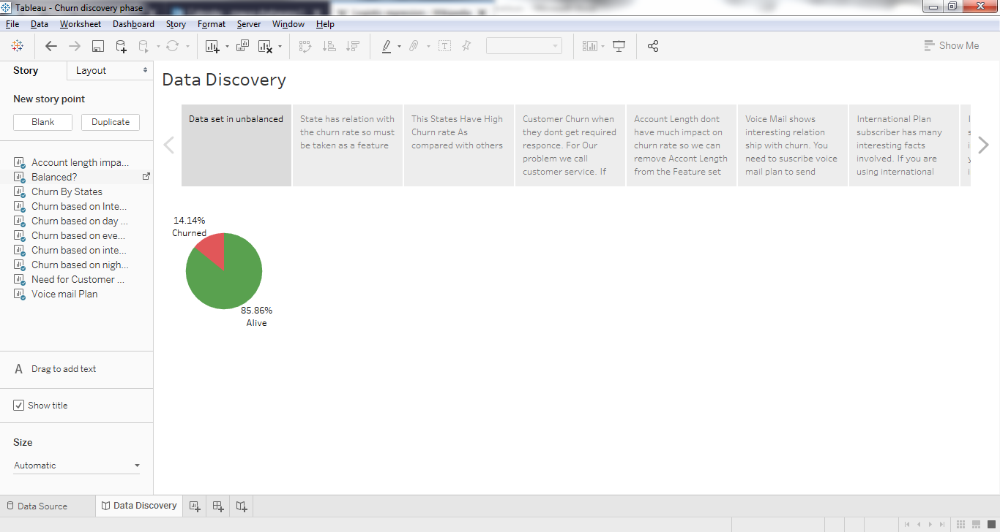 Tableau - Churn discovery phase
File Data Worksheet Dashboard Story Format Server Window Help
Show Me
Story
Layout
New story point
Blank
Duplicate
Account length impa...
Balanced?
Churn By States
Churn based on Inte...
Churn based on day ...
Churn based on eve...
Churn based on inte...
Churn based on nigh...
Need for Customer ...
Voice mail Plan
A Drag to add text
Show title
Size
Automatic
Data Discovery
Data set in unbalanced
State has relation with
the churn rate so must
be taken as a feature
This States Have High
Churn rate As
compared with others
Customer Churn when
they dont get required
responce. For Our
problem we call
customer service. If
Account Length dont
have much impact on
churn rate so we can
remove Accont Length
from the Feature set
Voice Mail shows
interesting relation
ship with churn. You
need to suscribe voice
mail plan to send
International Plan
subscriber has many
interesting facts
involved. If you are
using international
14.14%
Churned
85.86%
Alive
Data Source
Data Discovery